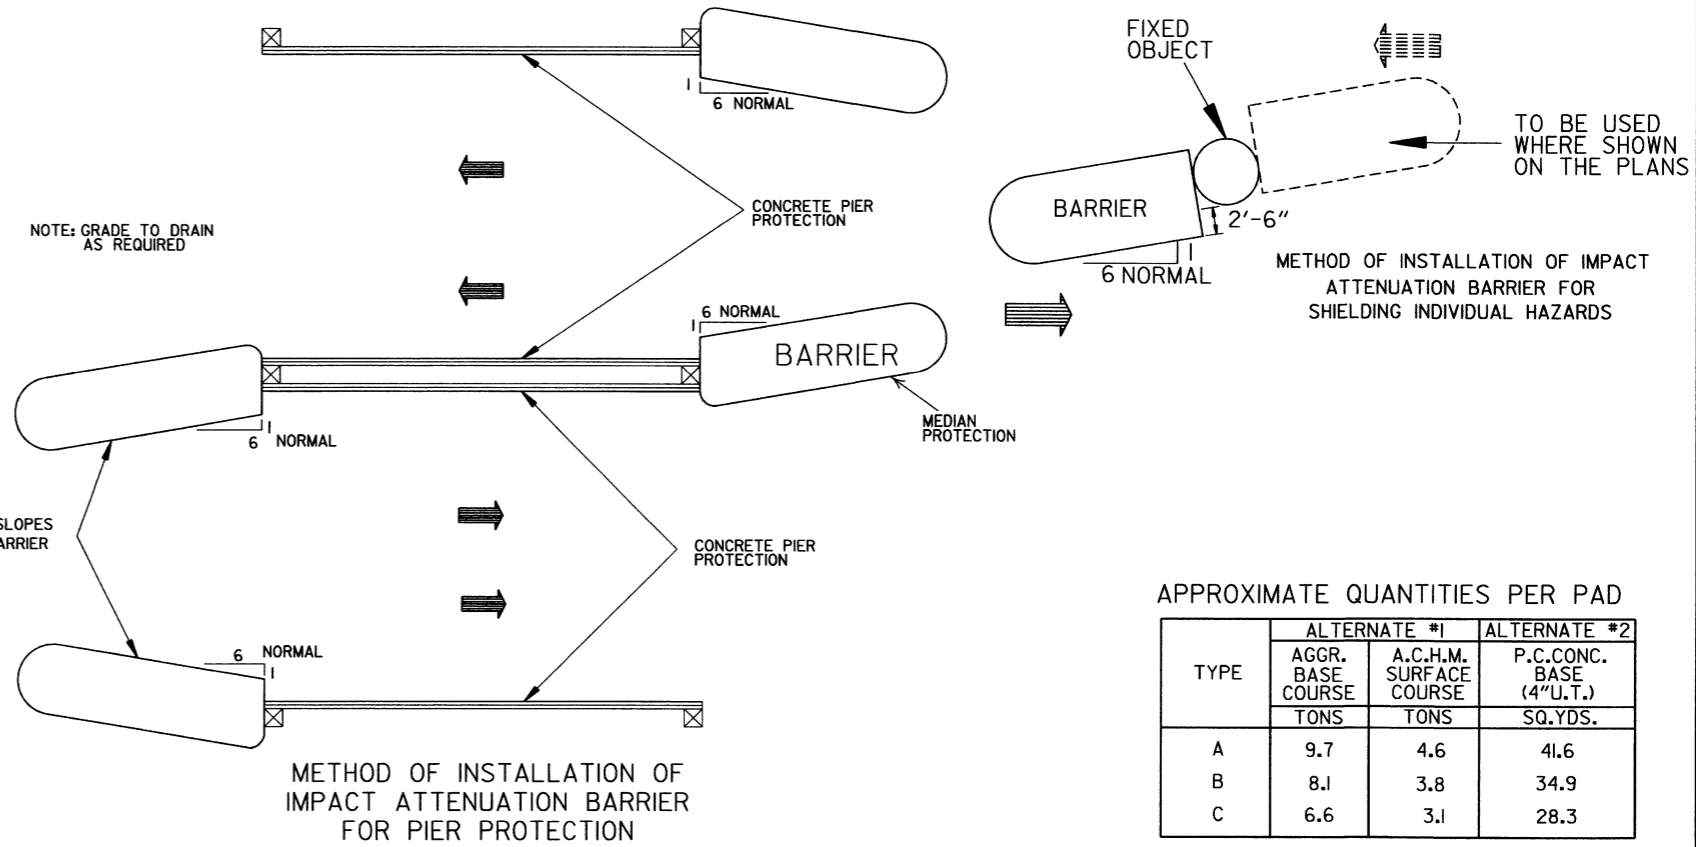 FIXED
OBJECT
1
6 NORMAL
TO BE USED
WHERE SHOWN
ON THE PLANS
BARRIER
2'-6"
1
6 NORMAL
METHOD OF INSTALLATION OF IMPACT
ATTENUATION BARRIER FOR
SHIELDING INDIVIDUAL HAZARDS
CONCRETE PIER
PROTECTION
NOTE: GRADE TO DRAIN
AS REQUIRED
6 NORMAL
1
BARRIER
MEDIAN
PROTECTION
1
6 NORMAL
SLOPES
ARRIER
CONCRETE PIER
PROTECTION
6 NORMAL
1
METHOD OF INSTALLATION OF
IMPACT ATTENUATION BARRIER
FOR PIER PROTECTION
APPROXIMATE QUANTITIES PER PAD
TYPE ALTERNATE #1 ALTERNATE #2
AGGR. A.C.H.M. P.C.CONC.
BASE SURFACE BASE
COURSE COURSE (4"U.T.)
TONS TONS SQ.YDS.
A 9.7 4.6 41.6
B 8.1 3.8 34.9
C 6.6 3.1 28.3